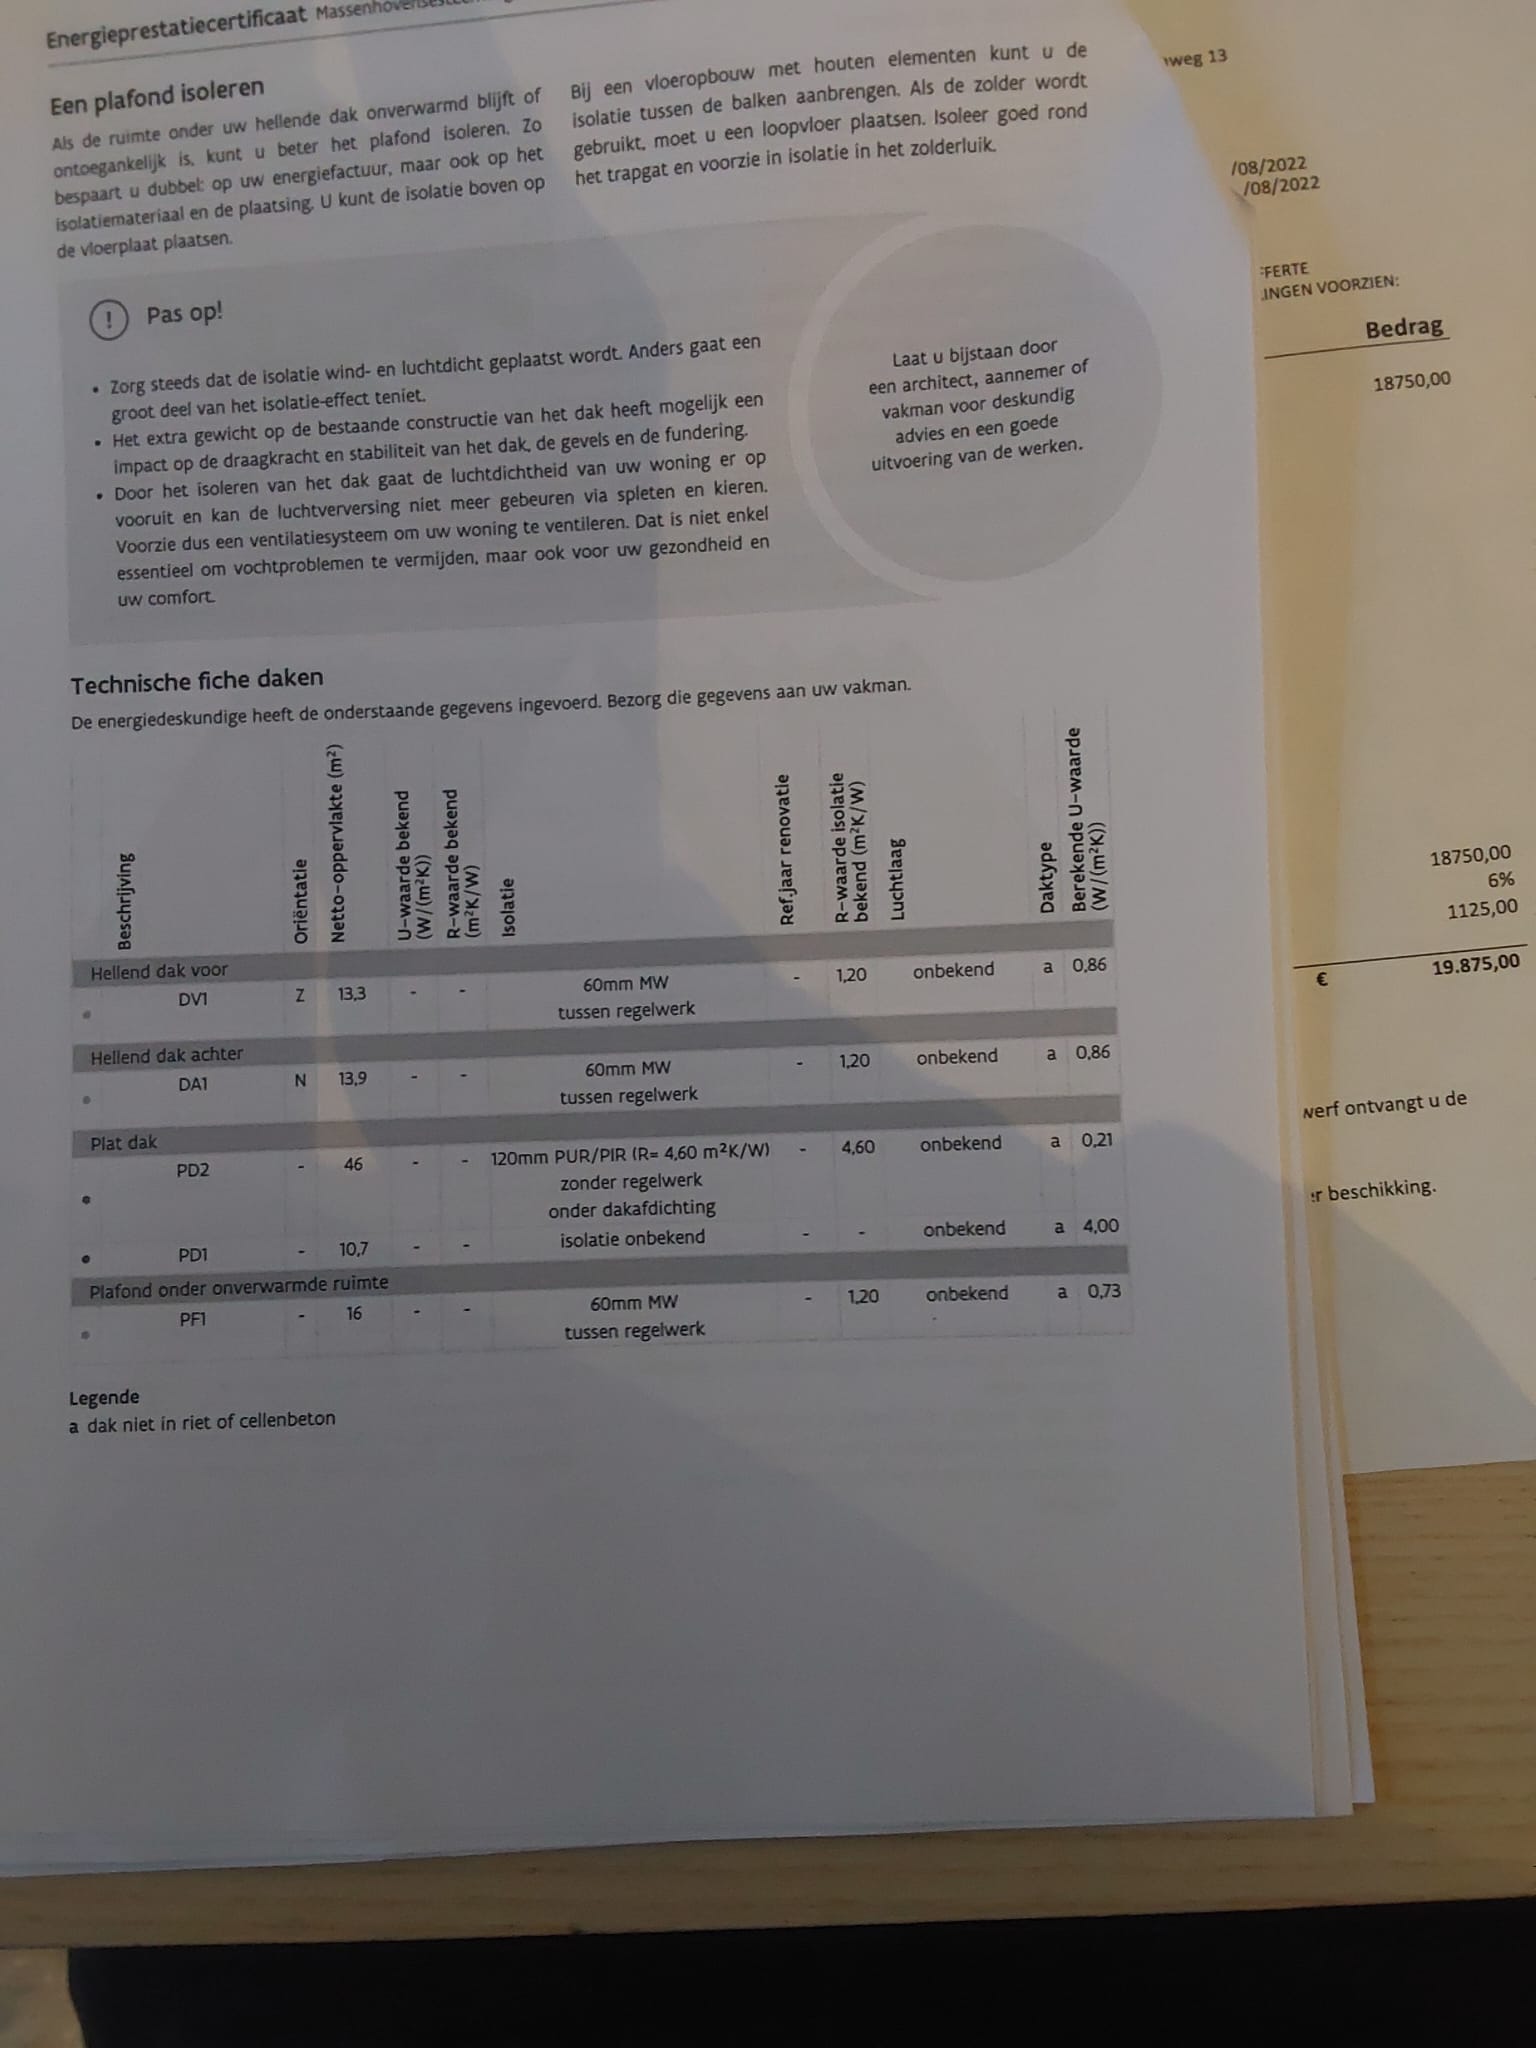 Energieprestatiecertificaat
Een plafond isoleren
Als de ruimte onder uw hellende dak onverwarmd blijft of
ontoegankelijk is, kunt u beter het plafond isoleren. Zo
bespaart u dubbel: op uw energiefactuur, maar ook op het
isolatiemateriaal en de plaatsing. U kunt de isolatie boven op
de vloerplaat plaatsen.
Bij een vloeropbouw met houten elementen kunt u de
isolatie tussen de balken aanbrengen. Als de zolder wordt
gebruikt, moet u een loopvloer plaatsen. Isoleer goed rond
het trapgat en voorzie in isolatie in het zolderluik.
! Pas op!
• Zorg steeds dat de isolatie wind- en luchtdicht geplaatst wordt. Anders gaat een
groot deel van het isolatie-effect teniet.
• Het extra gewicht op de bestaande constructie van het dak heeft mogelijk een
impact op de draagkracht en stabiliteit van het dak, de gevels en de fundering.
• Door het isoleren van het dak gaat de luchtdichtheid van uw woning er op
vooruit en kan de luchtverversing niet meer gebeuren via spleten en kieren.
Voorzie dus een ventilatiesysteem om uw woning te ventileren. Dat is niet enkel
essentieel om vochtproblemen te vermijden, maar ook voor uw gezondheid en
uw comfort.
Laat u bijstaan door
een architect, aannemer of
vakman voor deskundig
advies en een goede
uitvoering van de werken.
Technische fiche daken
De energiedeskundige heeft de onderstaande gegevens ingevoerd. Bezorg die gegevens aan uw vakman.
Beschrijving
Oriëntatie
Netto-oppervlakte (m²)
U-waarde bekend
(W/(m²K))
R-waarde bekend
(m²K/W)
Isolatie
Ref.jaar renovatie
R-waarde isolatie
bekend (m²K/W)
Luchtlaag
Daktype
Berekende U-waarde
(W/(m²K))
Hellend dak voor
DV1 Z 13,3 - - 60mm MW - 1,20 onbekend a 0,86
tussen regelwerk
Hellend dak achter
DA1 N 13,9 - - 60mm MW - 1,20 onbekend a 0,86
tussen regelwerk
Plat dak
PD2 - 46 - - 120mm PUR/PIR (R= 4,60 m²K/W) - 4,60 onbekend a 0,21
zonder regelwerk
onder dakafdichting
PD1 - 10,7 - - isolatie onbekend - - onbekend a 4,00
Plafond onder onverwarmde ruimte
PF1 - 16 - - 60mm MW - 1,20 onbekend a 0,73
tussen regelwerk
Legende
a dak niet in riet of cellenbeton
weg 13
/08/2022
/08/2022
FERTE
INGEN VOORZIEN:
Bedrag
18750,00
18750,00
6%
1125,00
€ 19.875,00
werf ontvangt u de
er beschikking.